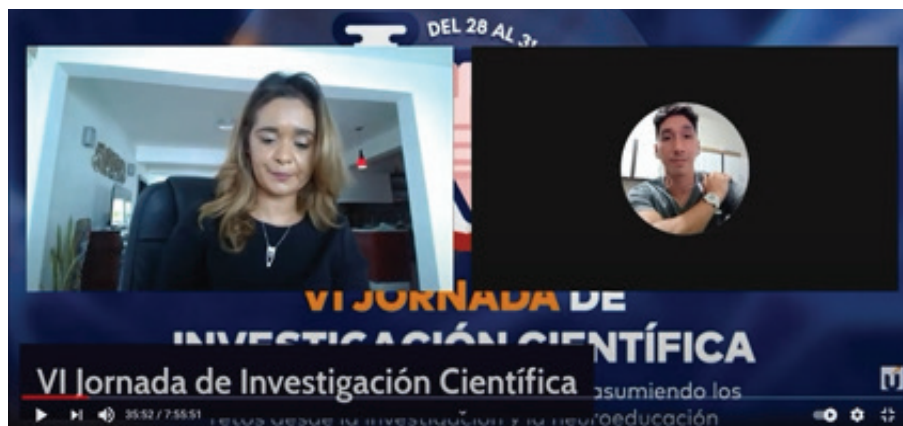 DEL 28 AL 31
VI JORNADA DE
INVESTIGACIÓN CIENTÍFICA
VI Jornada de Investigación Científica
asumiendo los
retos desde la investigación y la neuroeducación
35:52 / 7:55:51